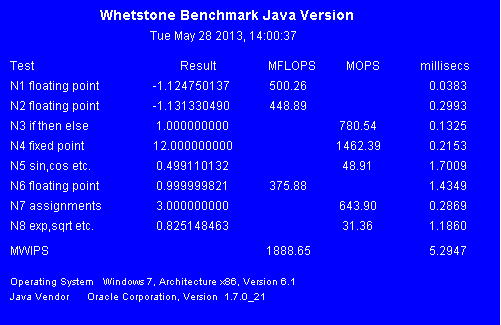 Whetstone Benchmark Java Version
Tue May 28 2013, 14:00:37
Test Result MFLOPS MOPS millisecs
N1 floating point -1.124750137 500.26 0.0383
N2 floating point -1.131330490 448.89 0.2993
N3 if then else 1.000000000 780.54 0.1325
N4 fixed point 12.000000000 1462.39 0.2153
N5 sin,cos etc. 0.499110132 48.91 1.7009
N6 floating point 0.999999821 375.88 1.4349
N7 assignments 3.000000000 643.90 0.2869
N8 exp,sqrt etc. 0.825148463 31.36 1.1860
MWIPS 1888.65 5.2947
Operating System Windows 7, Architecture x86, Version 6.1
Java Vendor Oracle Corporation, Version 1.7.0_21